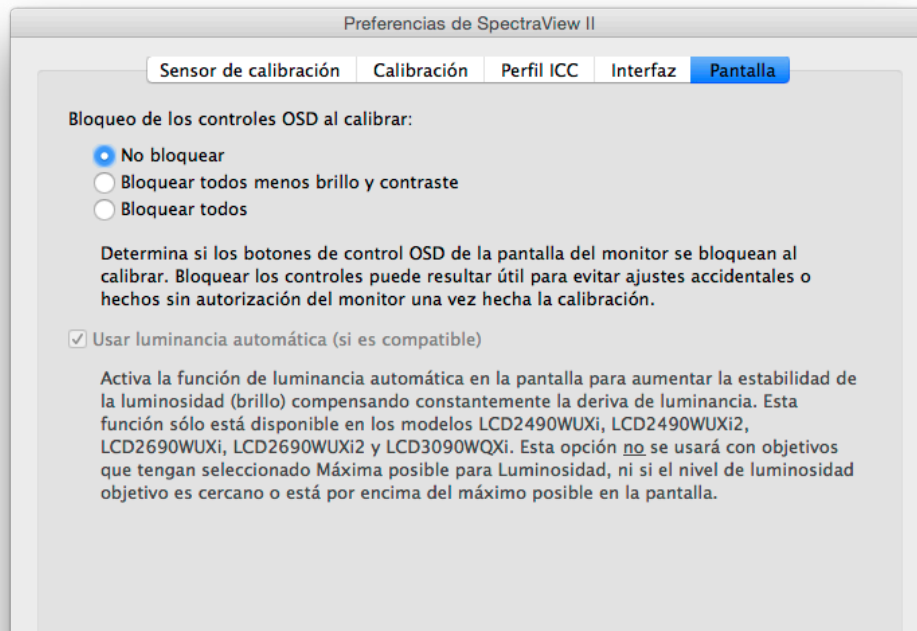 Preferencias de SpectraView II
Sensor de calibración Calibración Perfil ICC Interfaz Pantalla
Bloqueo de los controles OSD al calibrar:
No bloquear
Bloquear todos menos brillo y contraste
Bloquear todos
Determina si los botones de control OSD de la pantalla del monitor se bloquean al
calibrar. Bloquear los controles puede resultar útil para evitar ajustes accidentales o
hechos sin autorización del monitor una vez hecha la calibración.
Usar luminancia automática (si es compatible)
Activa la función de luminancia automática en la pantalla para aumentar la estabilidad de
la luminosidad (brillo) compensando constantemente la deriva de luminancia. Esta
función sólo está disponible en los modelos LCD2490WUXi, LCD2490WUXi2,
LCD2690WUXi, LCD2690WUXi2 y LCD3090WQXi. Esta opción no se usará con objetivos
que tengan seleccionado Máxima posible para Luminosidad, ni si el nivel de luminosidad
objetivo es cercano o está por encima del máximo posible en la pantalla.